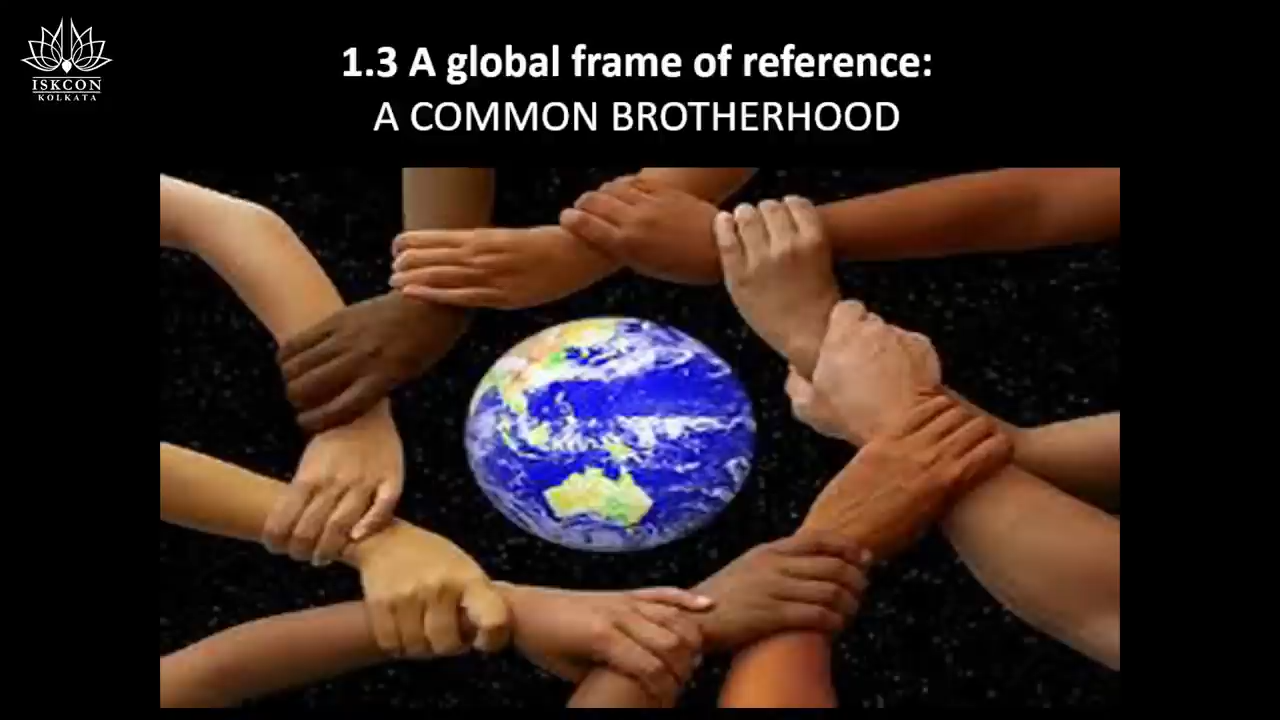 ISKCON
KOLKATA
1.3 A global frame of reference:
A COMMON BROTHERHOOD